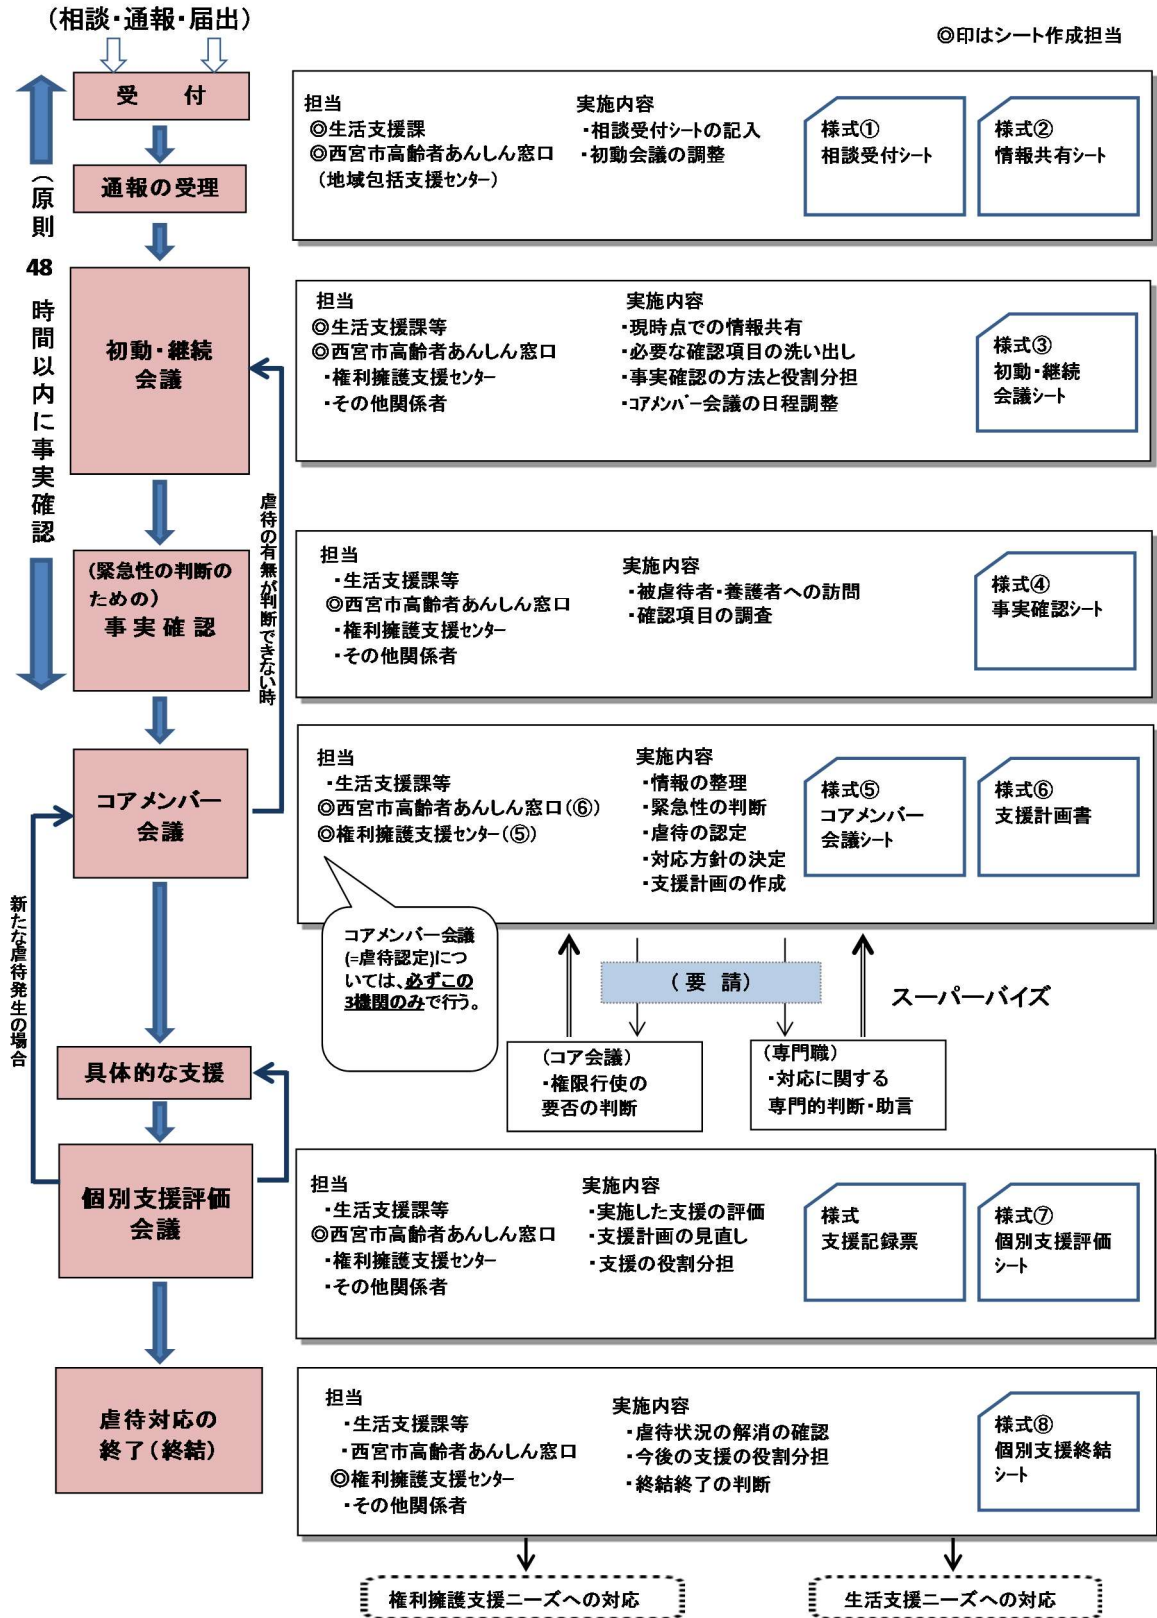 (相談・通報・届出)
◎印はシート作成担当
受　付
通報の受理
(原則 48 時間以内に事実確認
担当
◎生活支援課
◎西宮市高齢者あんしん窓口
(地域包括支援センター)
実施内容
・相談受付シートの記入
・初動会議の調整
様式①
相談受付シート
様式②
情報共有シート
初動・継続
会議
担当
◎生活支援課等
◎西宮市高齢者あんしん窓口
・権利擁護支援センター
・その他関係者
実施内容
・現時点での情報共有
・必要な確認項目の洗い出し
・事実確認の方法と役割分担
・コアメンバー会議の日程調整
様式③
初動・継続
会議シート
虐待の有無が判断できない時
(緊急性の判断の
ための)
事実確認
担当
・生活支援課等
◎西宮市高齢者あんしん窓口
・権利擁護支援センター
・その他関係者
実施内容
・被虐待者・養護者への訪問
・確認項目の調査
様式④
事実確認シート
コアメンバー
会議
担当
・生活支援課等
◎西宮市高齢者あんしん窓口(⑥)
◎権利擁護支援センター(⑤)
実施内容
・情報の整理
・緊急性の判断
・虐待の認定
・対応方針の決定
・支援計画の作成
様式⑤
コアメンバー
会議シート
様式⑥
支援計画書
新たな虐待発生の場合
コアメンバー会議
(=虐待認定)につ
いては、必ずこの
3機関のみで行う。
(要 請)
スーパーバイズ
(コア会議)
・権限行使の
要否の判断
(専門職)
・対応に関する
専門的判断・助言
具体的な支援
個別支援評価
会議
担当
・生活支援課等
◎西宮市高齢者あんしん窓口
・権利擁護支援センター
・その他関係者
実施内容
・実施した支援の評価
・支援計画の見直し
・支援の役割分担
様式
支援記録票
様式⑦
個別支援評価
シート
虐待対応の
終了(終結)
担当
・生活支援課等
・西宮市高齢者あんしん窓口
◎権利擁護支援センター
・その他関係者
実施内容
・虐待状況の解消の確認
・今後の支援の役割分担
・終結終了の判断
様式⑧
個別支援終結
シート
権利擁護支援ニーズへの対応
生活支援ニーズへの対応